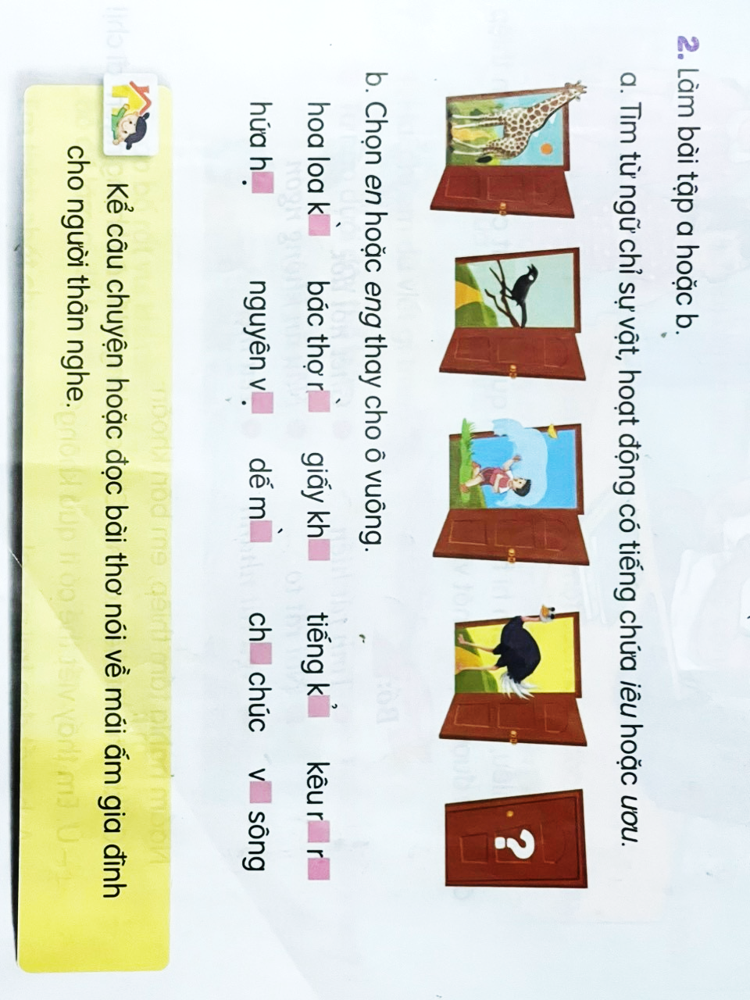 2. Làm bài tập a hoặc b.
a. Tìm từ ngữ chỉ sự vật, hoạt động có tiếng chứa iêu hoặc ươu.
?
b. Chọn en hoặc eng thay cho ô vuông.
hoa loa k□̀ bác thợ r□̀ giấy kh□ tiếng k□̉ kêu r□ r□
hứa h□̣ nguyên v□̣ dế m□̀ ch□ chúc v□ sông
Kể câu chuyện hoặc đọc bài thơ nói về mái ấm gia đình
cho người thân nghe.